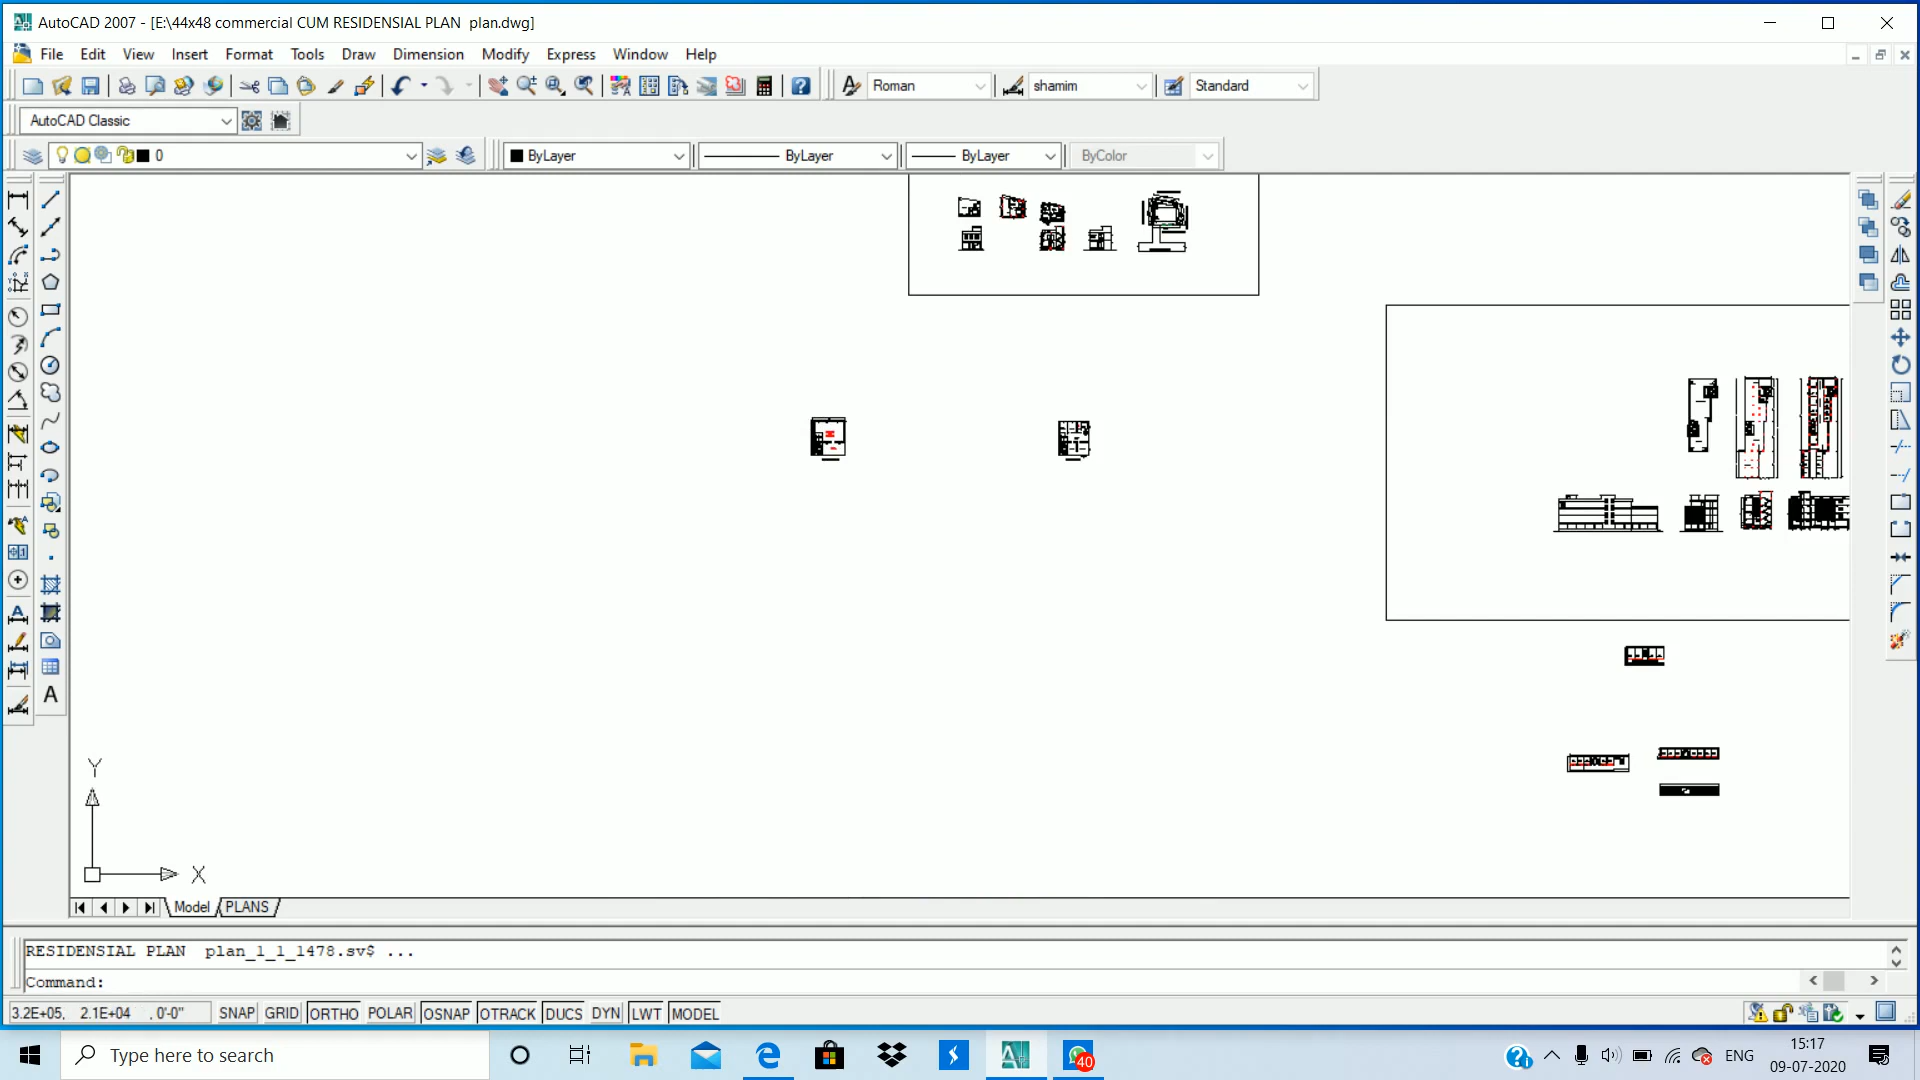 AutoCAD 2007 - [E:\44x48 commercial CUM RESIDENSIAL PLAN  plan.dwg]
File Edit View Insert Format Tools Draw Dimension Modify Express Window Help
Roman shamim Standard
AutoCAD Classic
0 ByLayer ByLayer ByLayer ByColor
Y
X
Model PLANS
RESIDENSIAL PLAN  plan_1_1_1478.sv$ ...
Command:
3.2E+05, 2.1E+04 , 0'-0" SNAP GRID ORTHO POLAR OSNAP OTRACK DUCS DYN LWT MODEL
Type here to search
40
ENG
15:17
09-07-2020